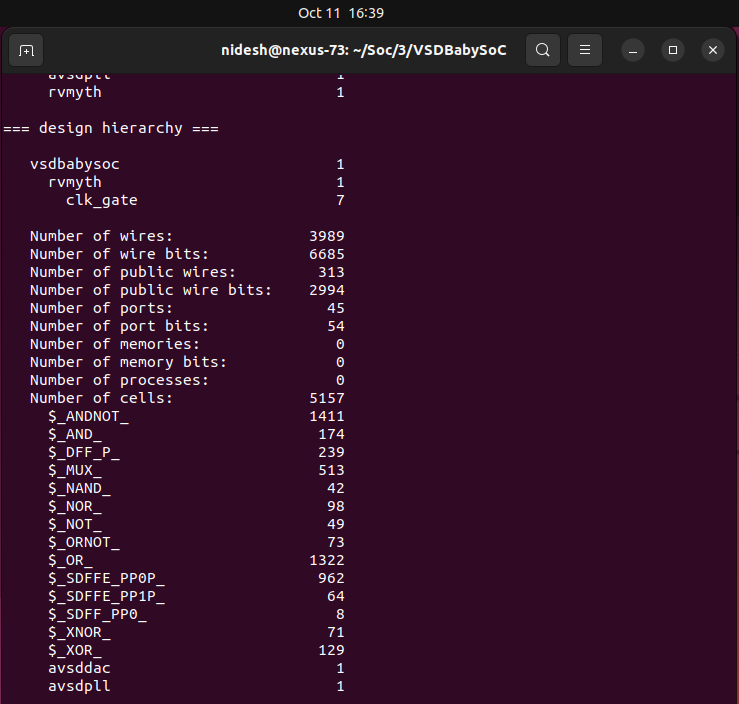 Oct 11 16:39
nidesh@nexus-73: ~/Soc/3/VSDBabySoC
avsdpll 1
rvmyth 1
=== design hierarchy ===
vsdbabysoc 1
rvmyth 1
clk_gate 7
Number of wires: 3989
Number of wire bits: 6685
Number of public wires: 313
Number of public wire bits: 2994
Number of ports: 45
Number of port bits: 54
Number of memories: 0
Number of memory bits: 0
Number of processes: 0
Number of cells: 5157
$_ANDNOT_ 1411
$_AND_ 174
$_DFF_P_ 239
$_MUX_ 513
$_NAND_ 42
$_NOR_ 98
$_NOT_ 49
$_ORNOT_ 73
$_OR_ 1322
$_SDFFE_PP0P_ 962
$_SDFFE_PP1P_ 64
$_SDFF_PP0_ 8
$_XNOR_ 71
$_XOR_ 129
avsddac 1
avsdpll 1